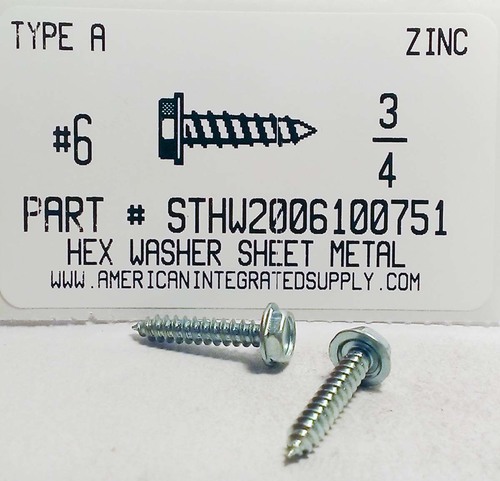 TYPE A ZINC
#6 3/4
PART # STHW2006100751
HEX WASHER SHEET METAL
WWW.AMERICANINTEGRATEDSUPPLY.COM